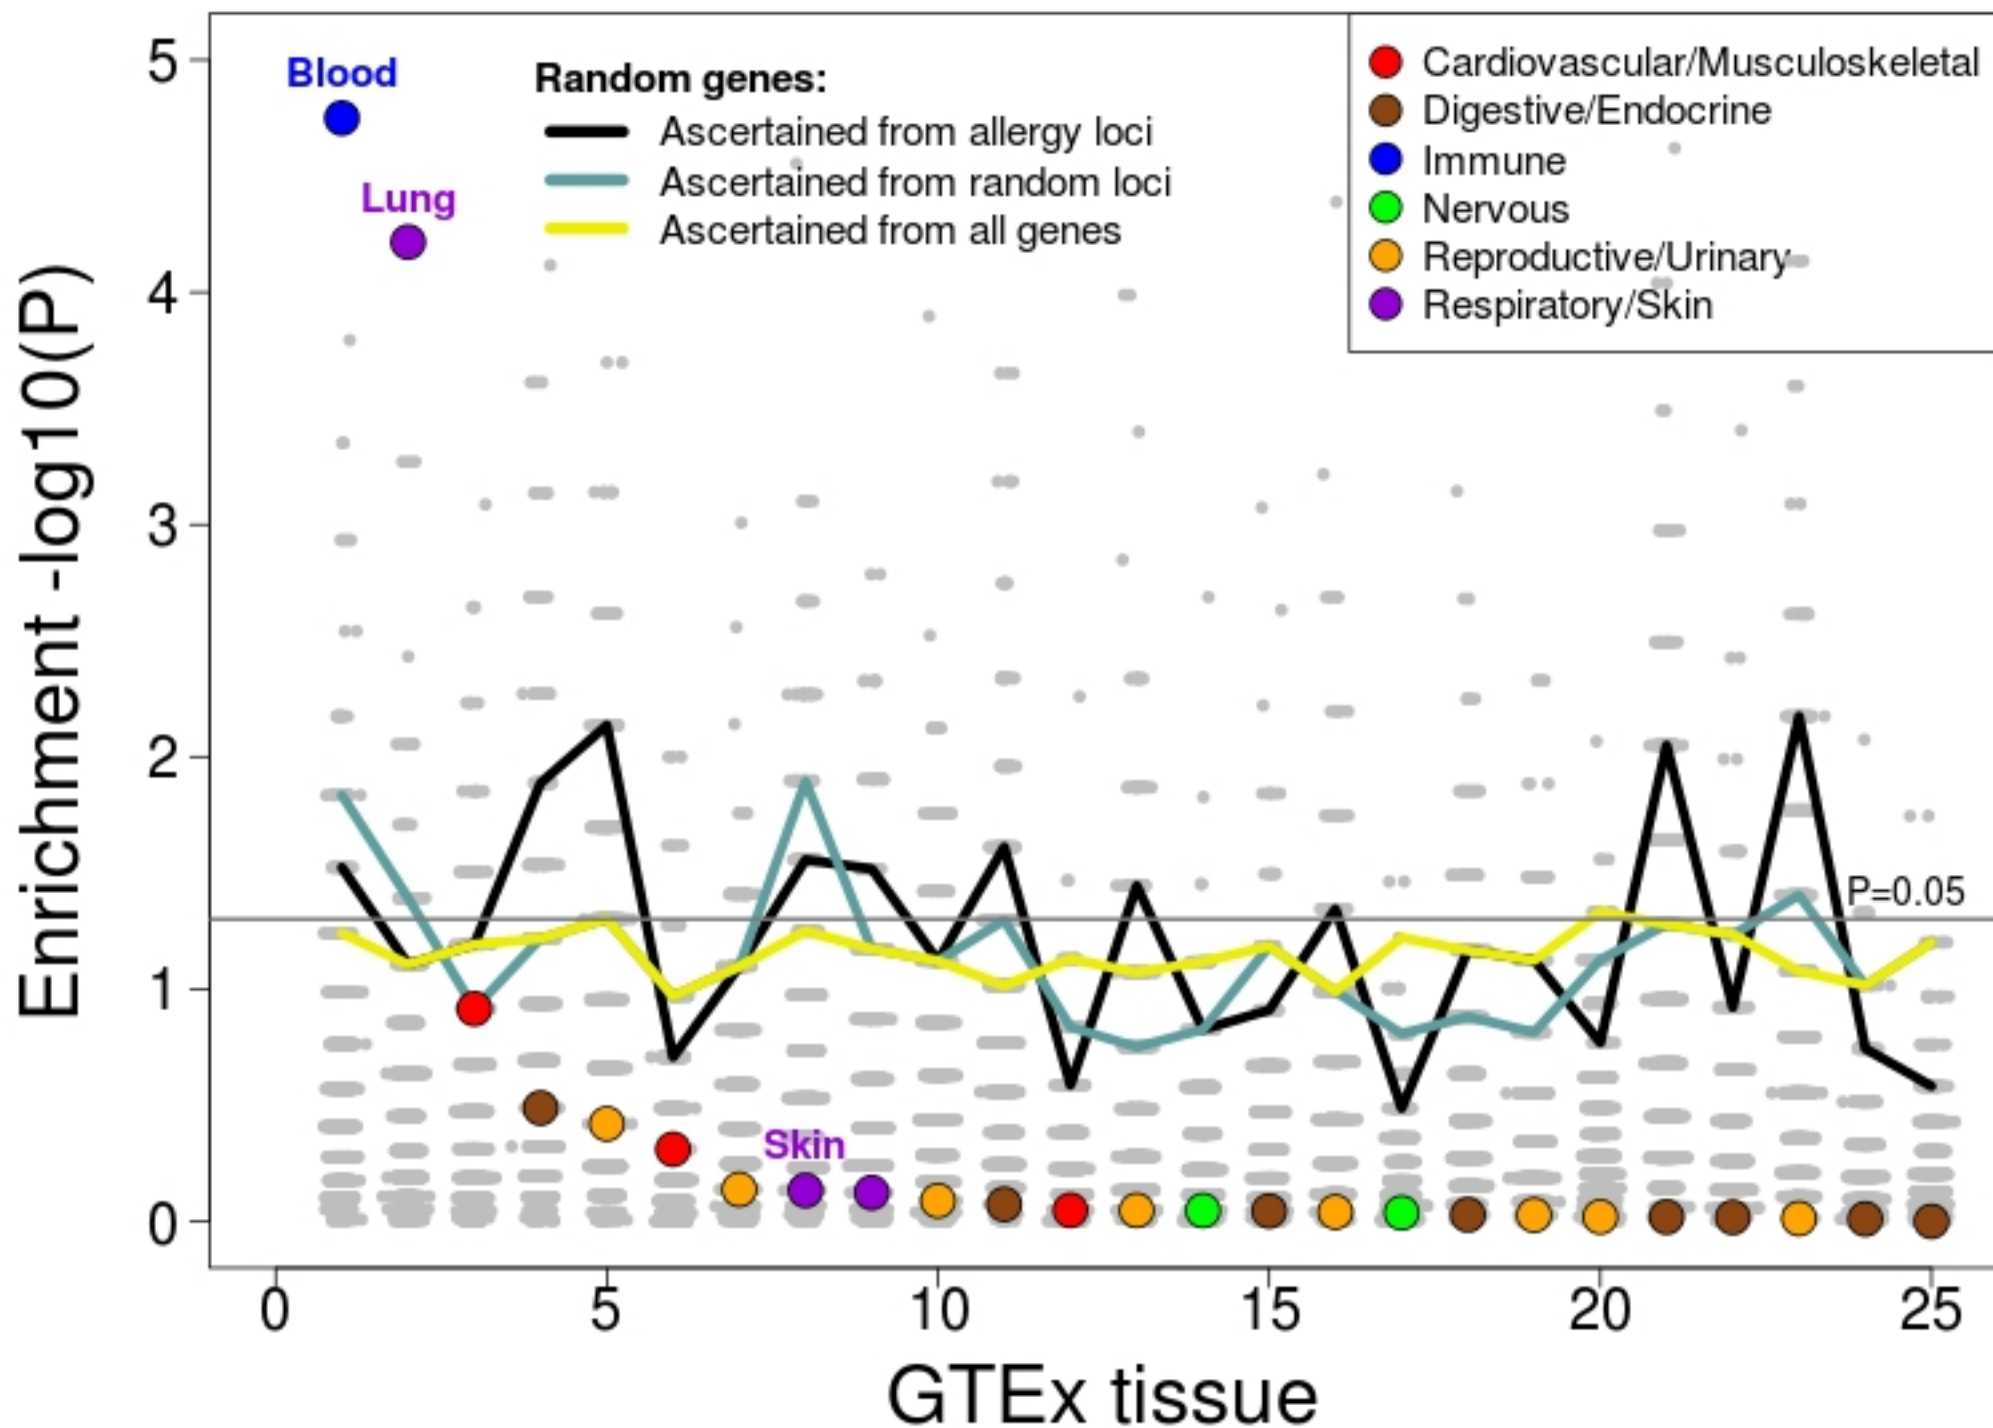 Blood
Lung
Random genes:
Ascertained from allergy loci
Ascertained from random loci
Ascertained from all genes
Cardiovascular/Musculoskeletal
Digestive/Endocrine
Immune
Nervous
Reproductive/Urinary
Respiratory/Skin
Enrichment -log10(P)
5
4
3
2
1
0
P=0.05
Skin
0
5
10
15
20
25
GTEx tissue